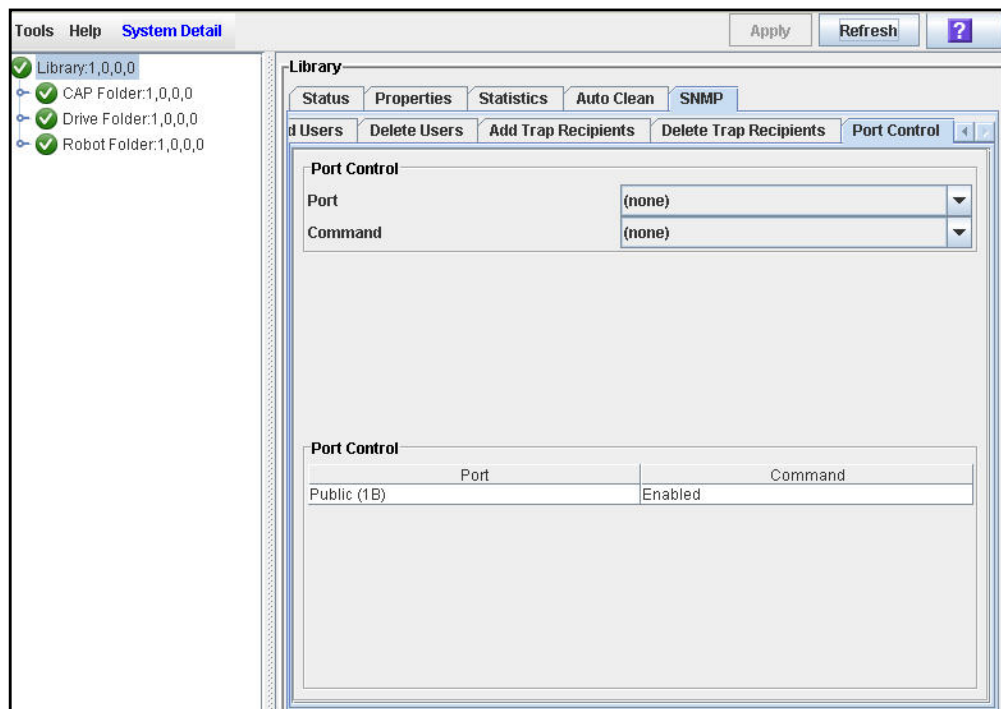 Tools Help System Detail
Apply Refresh ?
Library:1,0,0,0
CAP Folder:1,0,0,0
Drive Folder:1,0,0,0
Robot Folder:1,0,0,0
Library
Status Properties Statistics Auto Clean SNMP
d Users Delete Users Add Trap Recipients Delete Trap Recipients Port Control
Port Control
Port (none)
Command (none)
Port Control
Port Command
Public (1B) Enabled